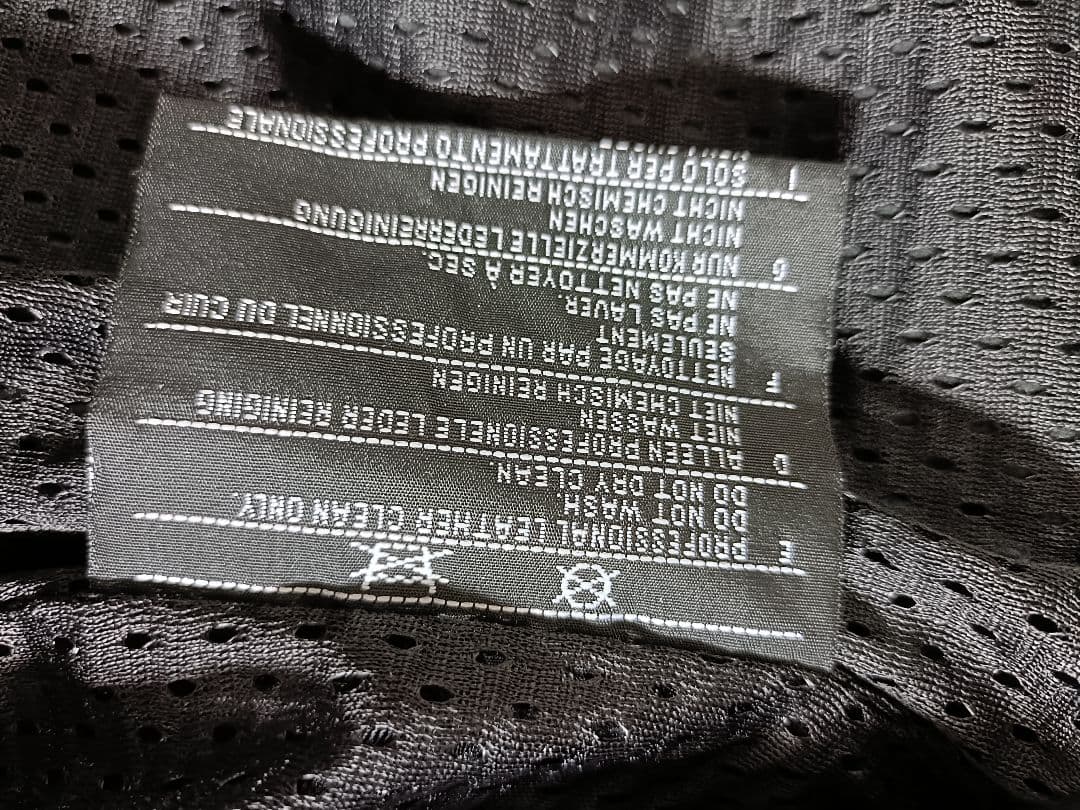 E PROFESSIONAL LEATHER CLEAN ONLY.
DO NOT WASH.
DO NOT DRY CLEAN
D ALLEEN PROFESSIONELE LEDER REINIGING
NIET WASSEN
NIET CHEMISCH REINIGEN
F NETTOYAGE PAR UN PROFESSIONNEL DU CUIR
SEULEMENT
NE PAS LAVER.
NE PAS NETTOYER À SEC.
G NUR KOMMERZIELLE LEDERREINIGUNG
NICHT WASCHEN
NICHT CHEMISCH REINIGEN
I SOLO PER TRATTAMENTO PROFESSIONALE